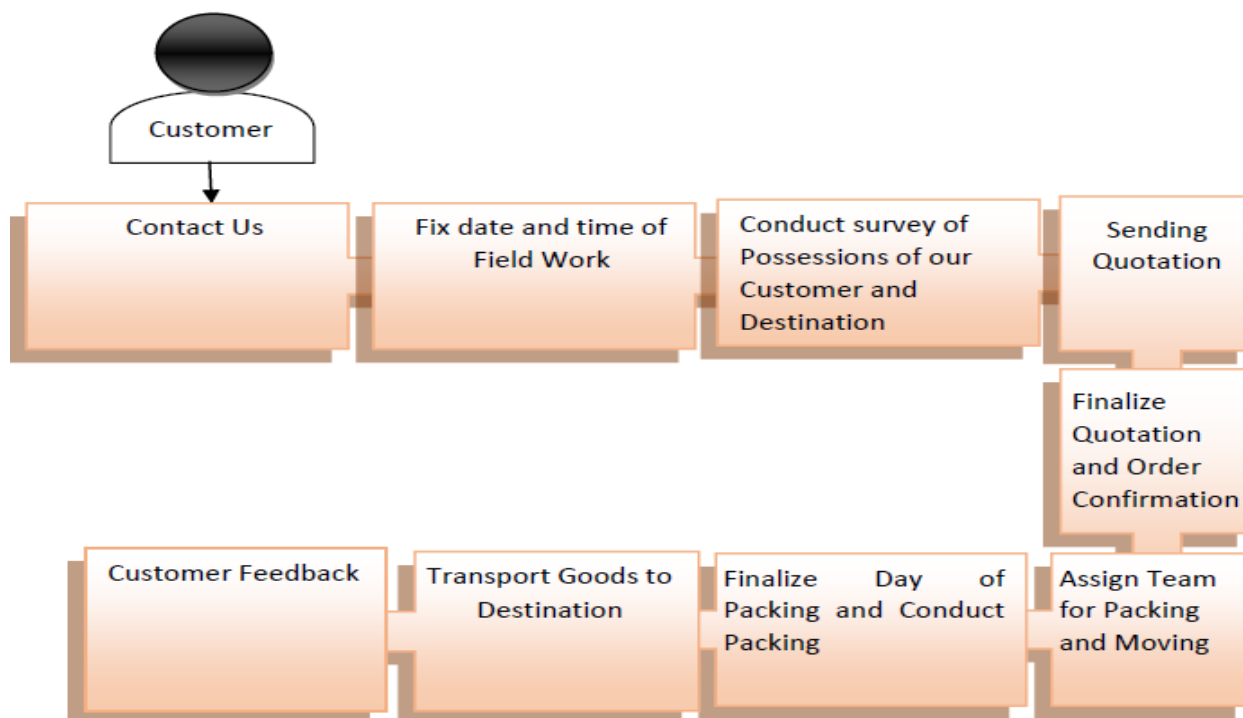 Customer
Contact Us
Fix date and time of
Field Work
Conduct survey of
Possessions of our
Customer and
Destination
Sending
Quotation
Finalize
Quotation
and Order
Confirmation
Assign Team
for Packing
and Moving
Finalize Day of
Packing and Conduct
Packing
Transport Goods to
Destination
Customer Feedback